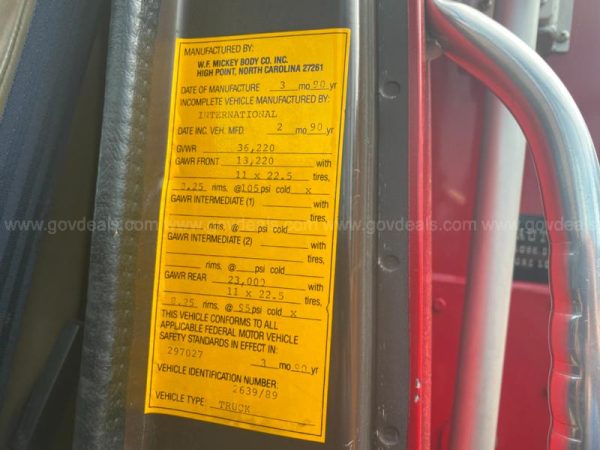 MANUFACTURED BY:
W.F. MICKEY BODY CO. INC.
HIGH POINT, NORTH CAROLINA 27261
DATE OF MANUFACTURE 3 mo. 90 yr
INCOMPLETE VEHICLE MANUFACTURED BY:
INTERNATIONAL
DATE INC. VEH. MFD. 2 mo. 90 yr
GVWR 36,220
GAWR FRONT 13,220 with
11 x 22.5 tires,
8.25 rims, @105 psi cold x
GAWR INTERMEDIATE (1) with
tires,
rims, @ psi cold
GAWR INTERMEDIATE (2) with
tires,
rims, @ psi cold
GAWR REAR 23,000 with
11 x 22.5 tires,
8.25 rims, @ 95 psi cold x
THIS VEHICLE CONFORMS TO ALL
APPLICABLE FEDERAL MOTOR VEHICLE
SAFETY STANDARDS IN EFFECT IN:
297027 3 mo. 90 yr
VEHICLE IDENTIFICATION NUMBER:
2639/89
VEHICLE TYPE: TRUCK
www.govdeals.com www.govdeals.com www.govdeals.com